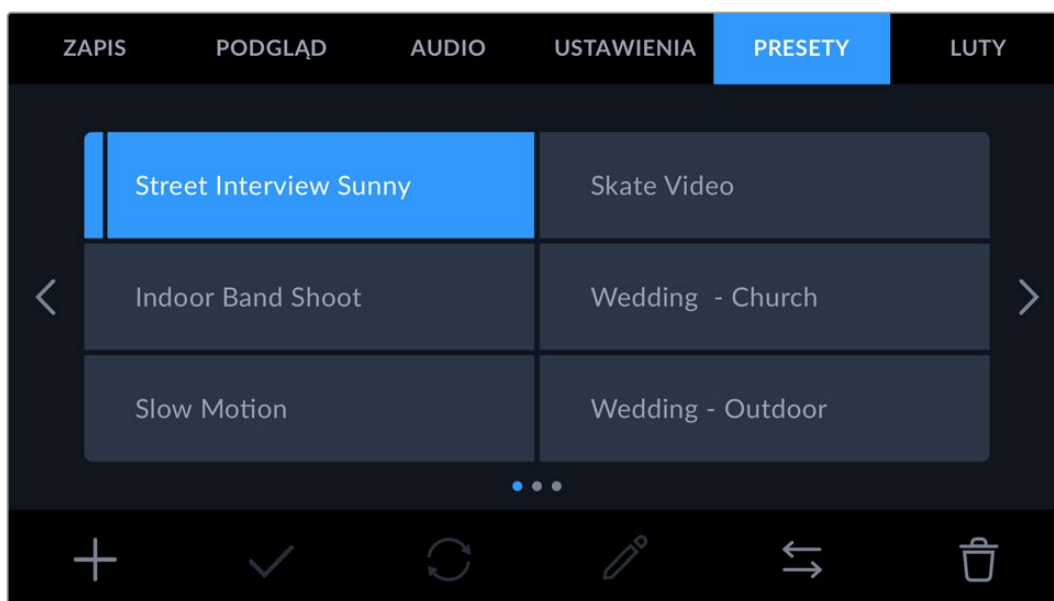 ZAPIS PODGLĄD AUDIO USTAWIENIA PRESETY LUTY
Street Interview Sunny Skate Video
Indoor Band Shoot Wedding - Church
Slow Motion Wedding - Outdoor